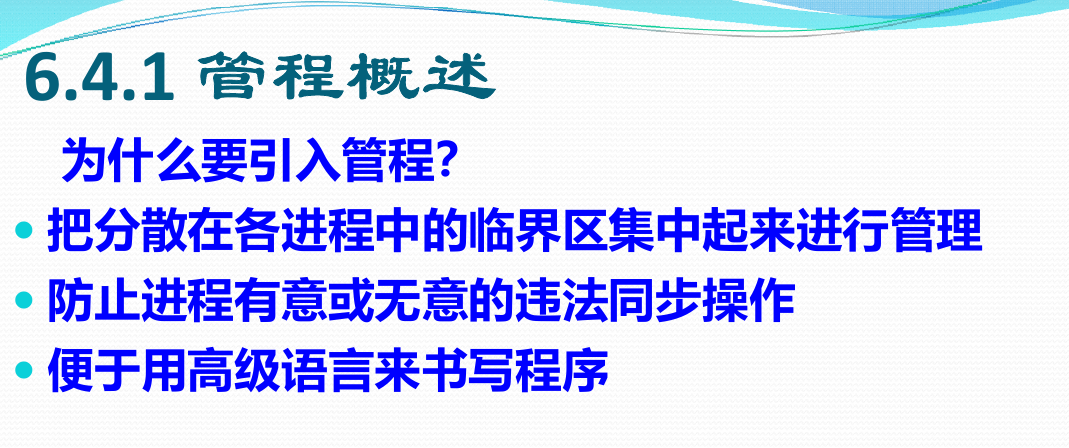 6.4.1 管程概述
为什么要引入管程?
• 把分散在各进程中的临界区集中起来进行管理
• 防止进程有意或无意的违法同步操作
• 便于用高级语言来书写程序